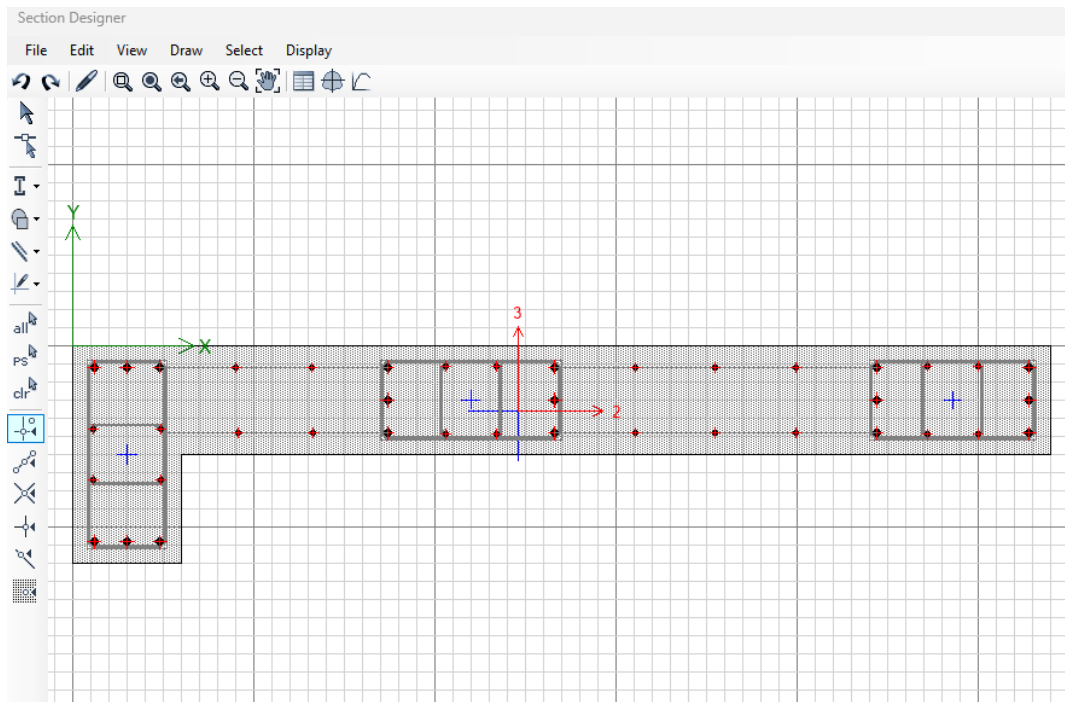 Section Designer
File Edit View Draw Select Display
all
PS
clr
Y
X
3
2